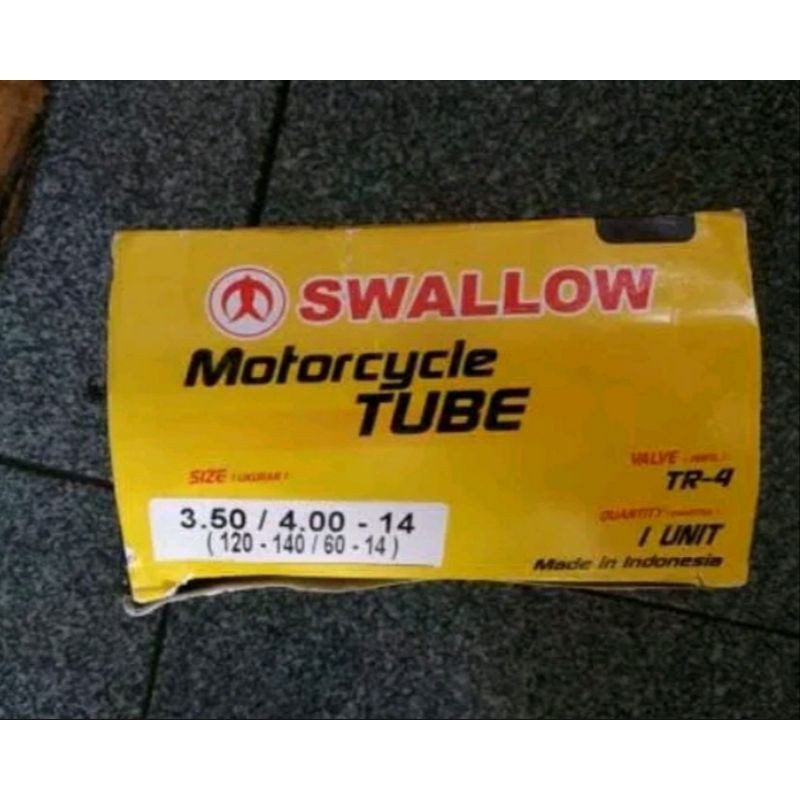 SWALLOW
Motorcycle
TUBE
SIZE ( UKURAN )
3.50 / 4.00 - 14
( 120 - 140 / 60 - 14 )
VALVE
TR-4
QUANTITY
1 UNIT
Made in Indonesia